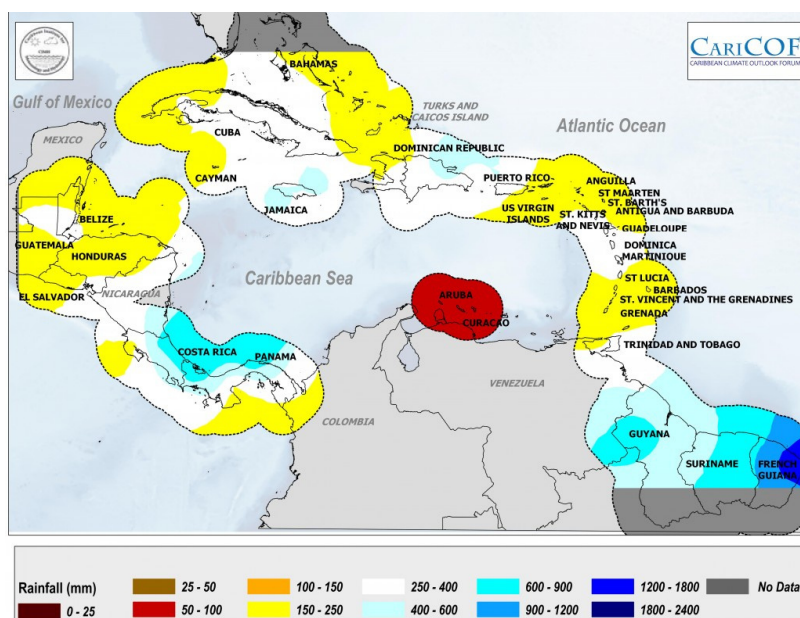 CARICOF
CARIBBEAN CLIMATE OUTLOOK FORUM
BAHAMAS
Gulf of Mexico
TURKS AND
CAICOS ISLAND
Atlantic Ocean
MEXICO
CUBA
DOMINICAN REPUBLIC
CAYMAN
PUERTO RICO
ANGUILLA
ST MAARTEN
ST. BARTH'S
JAMAICA
US VIRGIN
ISLANDS
ST. KITTS
AND NEVIS
ANTIGUA AND BARBUDA
GUADELOUPE
BELIZE
GUATEMALA
HONDURAS
DOMINICA
MARTINIQUE
Caribbean Sea
ST LUCIA
BARBADOS
EL SALVADOR
NICARAGUA
ARUBA
ST. VINCENT AND THE GRENADINES
GRENADA
CURACAO
TRINIDAD AND TOBAGO
COSTA RICA
PANAMA
VENEZUELA
COLOMBIA
GUYANA
SURINAME
FRENCH
GUIANA
Rainfall (mm)
0 - 25
25 - 50
50 - 100
100 - 150
150 - 250
250 - 400
400 - 600
600 - 900
900 - 1200
1200 - 1800
1800 - 2400
No Data